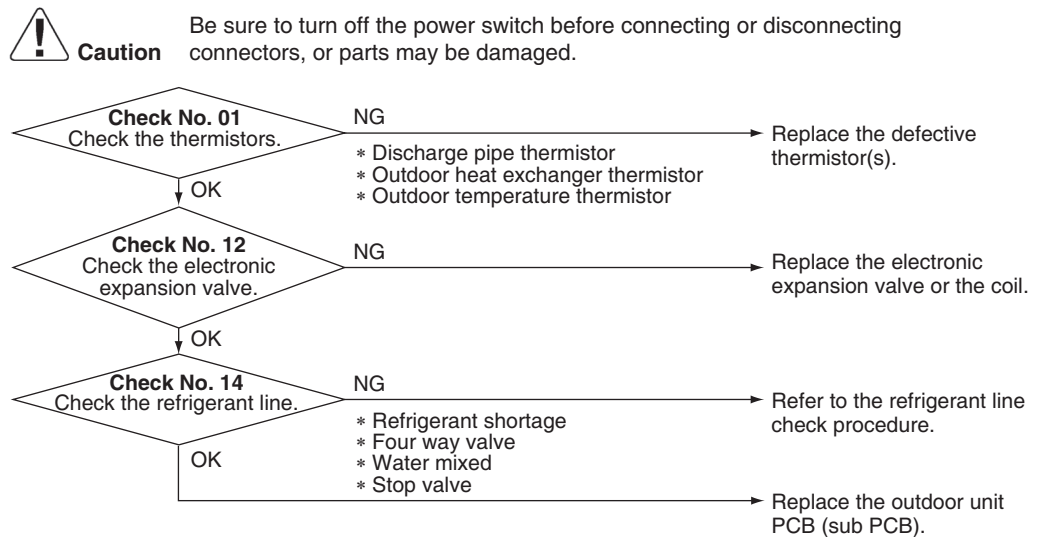 Be sure to turn off the power switch before connecting or disconnecting
Caution connectors, or parts may be damaged.
Check No. 01
Check the thermistors.
NG
∗ Discharge pipe thermistor
∗ Outdoor heat exchanger thermistor
∗ Outdoor temperature thermistor
Replace the defective
thermistor(s).
OK
Check No. 12
Check the electronic
expansion valve.
NG
Replace the electronic
expansion valve or the coil.
OK
Check No. 14
Check the refrigerant line.
NG
∗ Refrigerant shortage
∗ Four way valve
∗ Water mixed
∗ Stop valve
Refer to the refrigerant line
check procedure.
OK
Replace the outdoor unit
PCB (sub PCB).